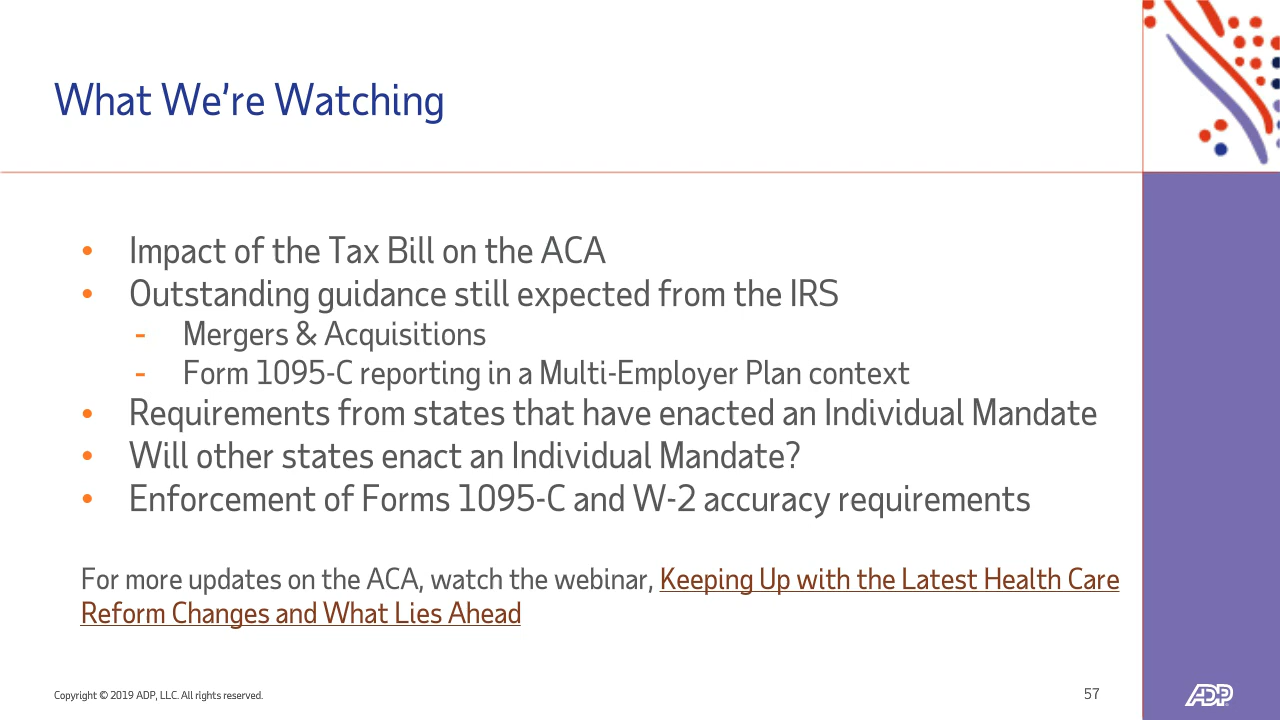 What We’re Watching
• Impact of the Tax Bill on the ACA
• Outstanding guidance still expected from the IRS
- Mergers & Acquisitions
- Form 1095-C reporting in a Multi-Employer Plan context
• Requirements from states that have enacted an Individual Mandate
• Will other states enact an Individual Mandate?
• Enforcement of Forms 1095-C and W-2 accuracy requirements
For more updates on the ACA, watch the webinar, Keeping Up with the Latest Health Care
Reform Changes and What Lies Ahead
Copyright © 2019 ADP, LLC. All rights reserved.
57
ADP